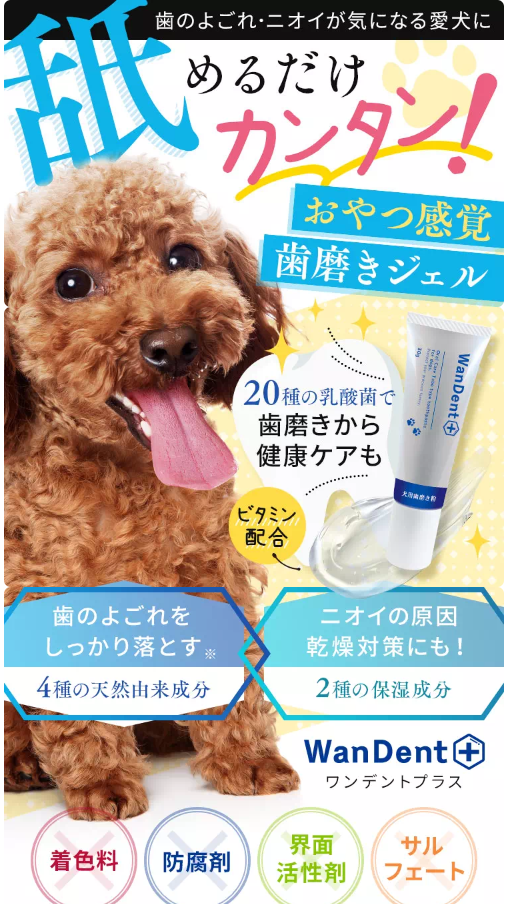 歯のよごれ・ニオイが気になる愛犬に
舐めるだけ
カンタン!
おやつ感覚
歯磨きジェル
20種の乳酸菌で
歯磨きから
健康ケアも
ビタミン
配合
WanDent
犬用歯磨き粉
歯のよごれを
しっかり落とす※
4種の天然由来成分
ニオイの原因
乾燥対策にも!
2種の保湿成分
WanDent
ワンデントプラス
着色料
防腐剤
界面
活性剤
サル
フェート